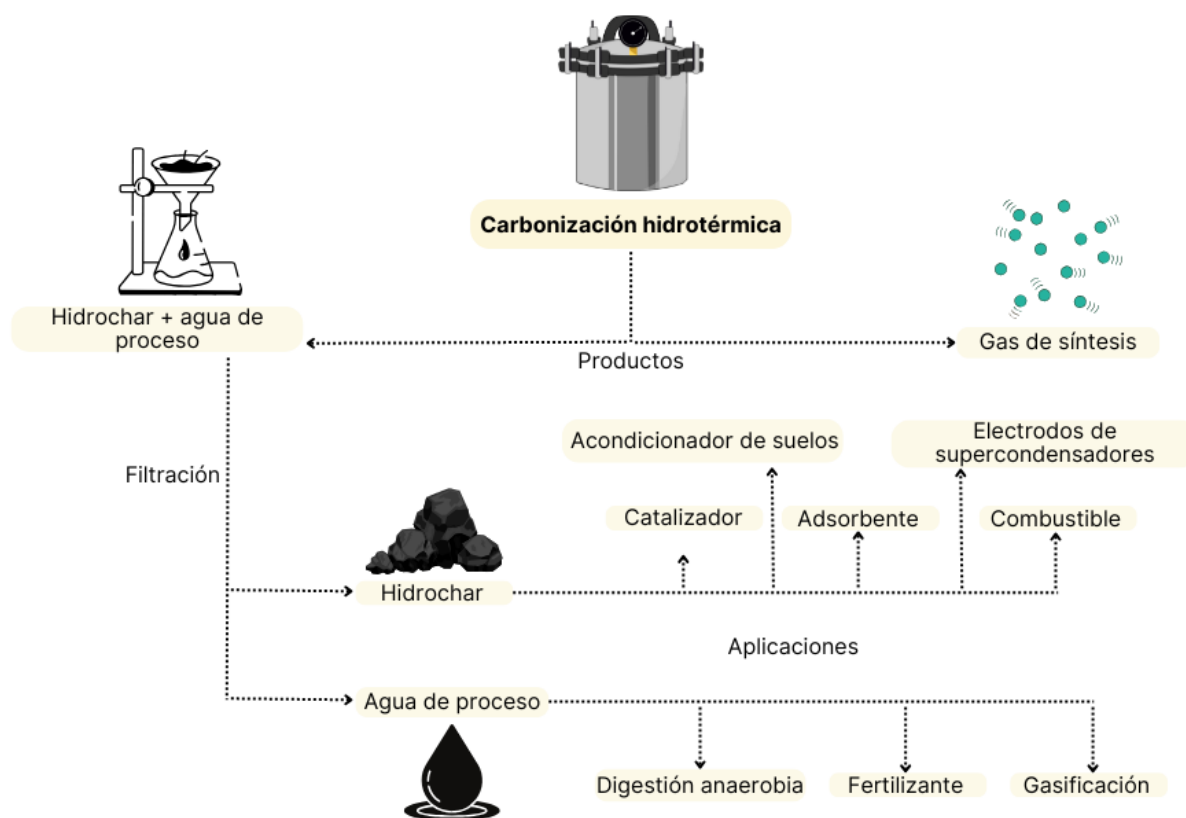 Carbonización hidrotérmica
Hidrochar + agua de
proceso
Gas de síntesis
Productos
Filtración
Acondicionador de suelos
Electrodos de
supercondensadores
Catalizador
Adsorbente
Combustible
Hidrochar
Aplicaciones
Agua de proceso
Digestión anaerobia
Fertilizante
Gasificación